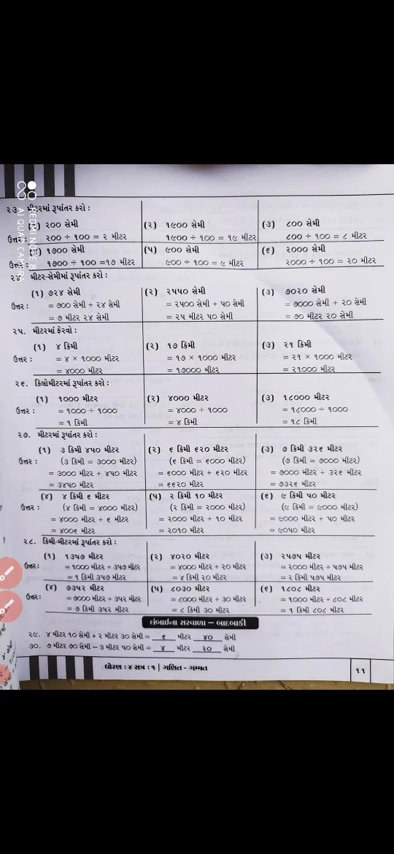 ૨૩. મીટરમાં રૂપાંતર કરો :
(૧) ૨૦૦ સેમી (૨) ૧૯૦૦ સેમી (૩) ૮૦૦ સેમી
ઉત્તર : ૨૦૦ ÷ ૧૦૦ = ૨ મીટર ૧૯૦૦ ÷ ૧૦૦ = ૧૯ મીટર ૮૦૦ ÷ ૧૦૦ = ૮ મીટર
(૪) ૧૭૦૦ સેમી (૫) ૯૦૦ સેમી (૬) ૨૦૦૦ સેમી
ઉત્તર : ૧૭૦૦ ÷ ૧૦૦ =૧૭ મીટર ૯૦૦ ÷ ૧૦૦ = ૯ મીટર ૨૦૦૦ ÷ ૧૦૦ = ૨૦ મીટર
૨૪. મીટર-સેમીમાં રૂપાંતર કરો :
(૧) ૭૨૪ સેમી (૨) ૨૫૫૦ સેમી (૩) ૭૦૨૦ સેમી
= ૭૦૦ સેમી + ૨૪ સેમી = ૨૫૦૦ સેમી + ૫૦ સેમી = ૭૦૦૦ સેમી + ૨૦ સેમી
= ૭ મીટર ૨૪ સેમી = ૨૫ મીટર ૫૦ સેમી = ૭૦ મીટર ૨૦ સેમી
૨૫. મીટરમાં ફેરવો :
(૧) ૪ કિમી (૨) ૧૭ કિમી (૩) ૨૧ કિમી
ઉત્તર : = ૪ × ૧૦૦૦ મીટર = ૧૭ × ૧૦૦૦ મીટર = ૨૧ × ૧૦૦૦ મીટર
= ૪૦૦૦ મીટર = ૧૭૦૦૦ મીટર = ૨૧૦૦૦ મીટર
૨૬. કિલોમીટરમાં રૂપાંતર કરો :
(૧) ૧૦૦૦ મીટર (૨) ૪૦૦૦ મીટર (૩) ૧૮૦૦૦ મીટર
ઉત્તર : = ૧૦૦૦ ÷ ૧૦૦૦ = ૪૦૦૦ ÷ ૧૦૦૦ = ૧૮૦૦૦ ÷ ૧૦૦૦
= ૧ કિમી = ૪ કિમી = ૧૮ કિમી
૨૭. મીટરમાં રૂપાંતર કરો :
(૧) ૩ કિમી ૪૫૦ મીટર (૨) ૬ કિમી ૬૨૦ મીટર (૩) ૭ કિમી ૩૨૬ મીટર
ઉત્તર : (૩ કિમી = ૩૦૦૦ મીટર) (૬ કિમી = ૬૦૦૦ મીટર) (૭ કિમી = ૭૦૦૦ મીટર)
= ૩૦૦૦ મીટર + ૪૫૦ મીટર = ૬૦૦૦ મીટર + ૬૨૦ મીટર = ૭૦૦૦ મીટર + ૩૨૬ મીટર
= ૩૪૫૦ મીટર = ૬૬૨૦ મીટર = ૭૩૨૬ મીટર
(૪) ૪ કિમી ૬ મીટર (૫) ૨ કિમી ૧૦ મીટર (૬) ૯ કિમી ૫૦ મીટર
ઉત્તર : (૪ કિમી = ૪૦૦૦ મીટર) (૨ કિમી = ૨૦૦૦ મીટર) (૯ કિમી = ૯૦૦૦ મીટર)
= ૪૦૦૦ મીટર + ૬ મીટર = ૨૦૦૦ મીટર + ૧૦ મીટર = ૯૦૦૦ મીટર + ૫૦ મીટર
= ૪૦૦૬ મીટર = ૨૦૧૦ મીટર = ૯૦૫૦ મીટર
૨૮. કિમી-મીટરમાં રૂપાંતર કરો :
(૧) ૧૩૫૭ મીટર (૨) ૪૦૨૦ મીટર (૩) ૨૫૭૫ મીટર
ઉત્તર: = ૧૦૦૦ મીટર + ૩૫૭ મીટર = ૪૦૦૦ મીટર + ૨૦ મીટર = ૨૦૦૦ મીટર + ૫૭૫ મીટર
= ૧ કિમી ૩૫૭ મીટર = ૪ કિમી ૨૦ મીટર = ૨ કિમી ૫૭૫ મીટર
(૪) ૭૩૫૨ મીટર (૫) ૮૦૩૦ મીટર (૬) ૧૮૦૮ મીટર
ઉત્તર: = ૭૦૦૦ મીટર + ૩૫૨ મીટર = ૮૦૦૦ મીટર + ૩૦ મીટર = ૧૦૦૦ મીટર + ૮૦૮ મીટર
= ૭ કિમી ૩૫૨ મીટર = ૮ કિમી ૩૦ મીટર = ૧ કિમી ૮૦૮ મીટર
લંબાઈના સરવાળા – બાદબાકી
૨૯. ૪ મીટર ૧૦ સેમી + ૨ મીટર ૩૦ સેમી = ૬ મીટર ૪૦ સેમી
૩૦. ૭ મીટર ૭૦ સેમી – ૩ મીટર ૫૦ સેમી = ૪ મીટર ૨૦ સેમી
ધોરણ : ૪ સત્ર : ૧ | ગણિત - ગમ્મત ૧૧